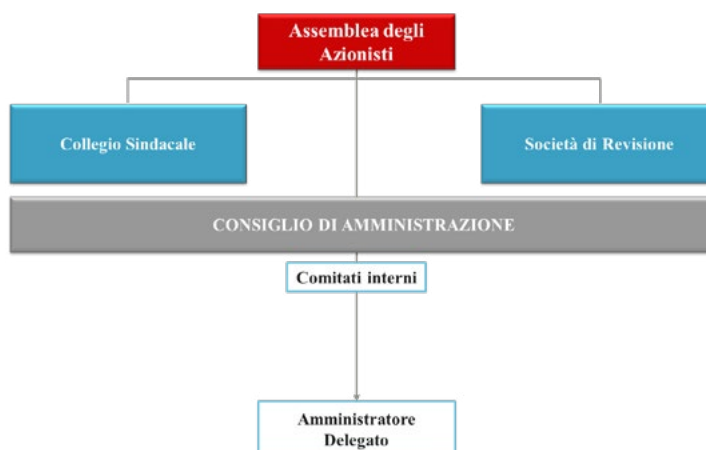 Assemblea degli
Azionisti
Collegio Sindacale
Società di Revisione
CONSIGLIO DI AMMINISTRAZIONE
Comitati interni
Amministratore
Delegato